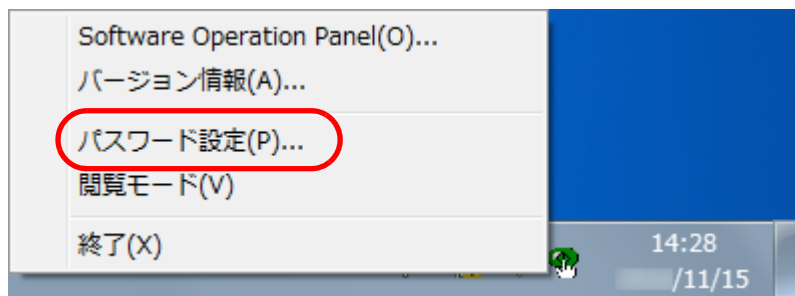 Software Operation Panel(O)...
バージョン情報(A)...
パスワード設定(P)...
閲覧モード(V)
終了(X)
14:28
/11/15